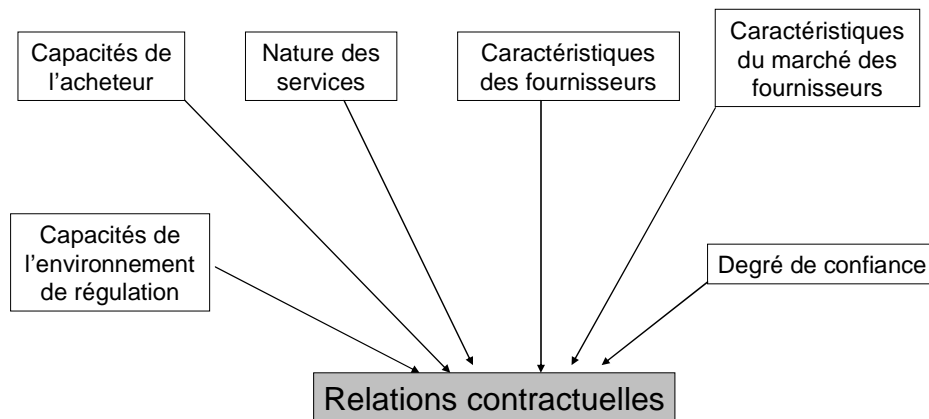 Capacités de
l’acheteur
Nature des
services
Caractéristiques
des fournisseurs
Caractéristiques
du marché des
fournisseurs
Capacités de
l’environnement
de régulation
Degré de confiance
Relations contractuelles